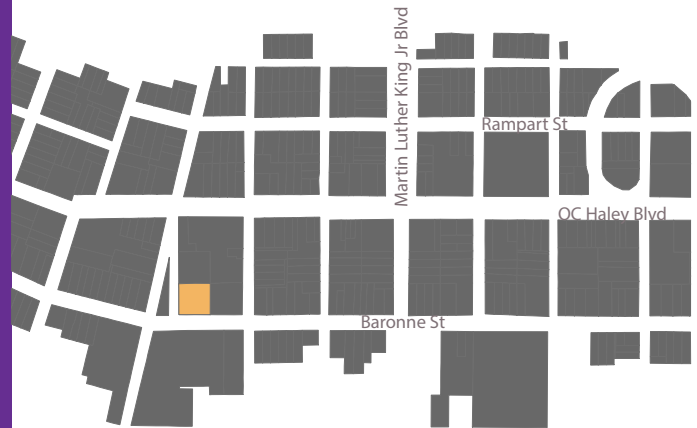 Martin Luther King Jr Blvd
Rampart St
OC Haley Blvd
Baronne St